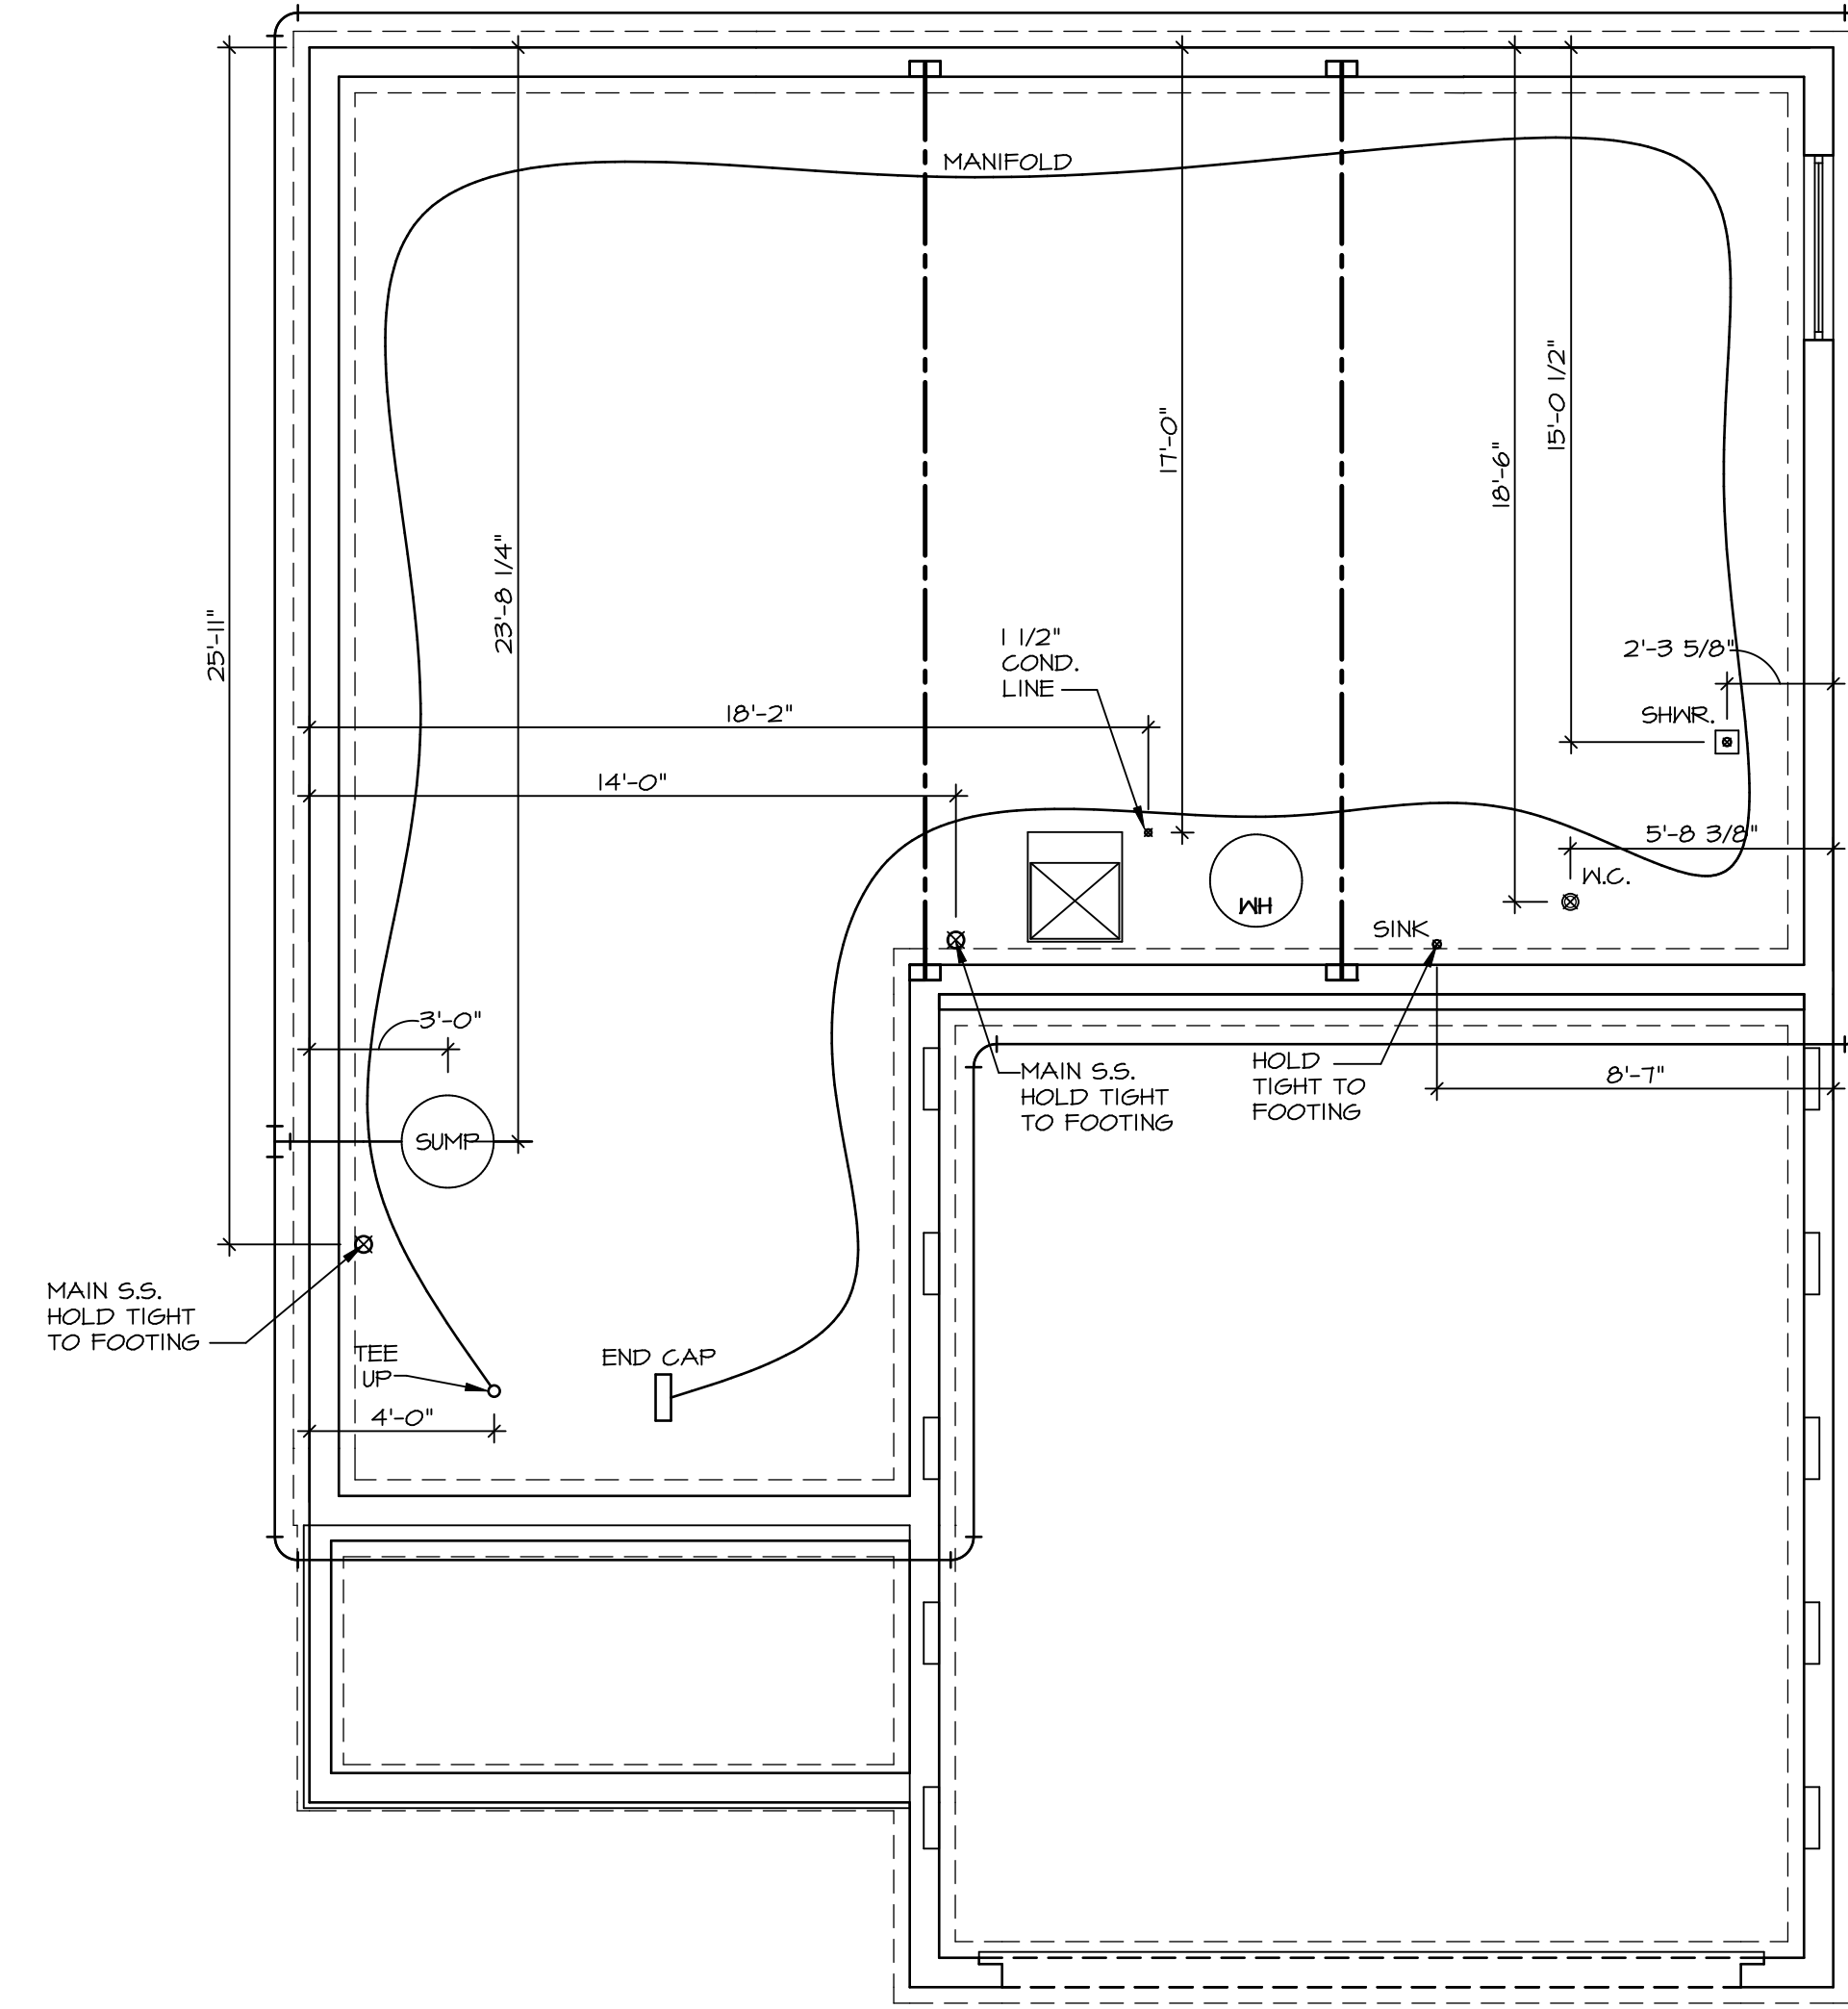 MANIFOLD
15'-0 1/2"
17'-0"
18'-6"
23'-8 1/4"
25'-11"
1 1/2"
COND.
LINE
2'-3 5/8"
18'-2"
SHWR.
14'-0"
5'-8 3/8"
W.C.
WH
SINK
3'-0"
MAIN S.S.
HOLD TIGHT
TO FOOTING
HOLD
TIGHT TO
FOOTING
8'-7"
SUMP
MAIN S.S.
HOLD TIGHT
TO FOOTING
TEE
UP
END CAP
4'-0"